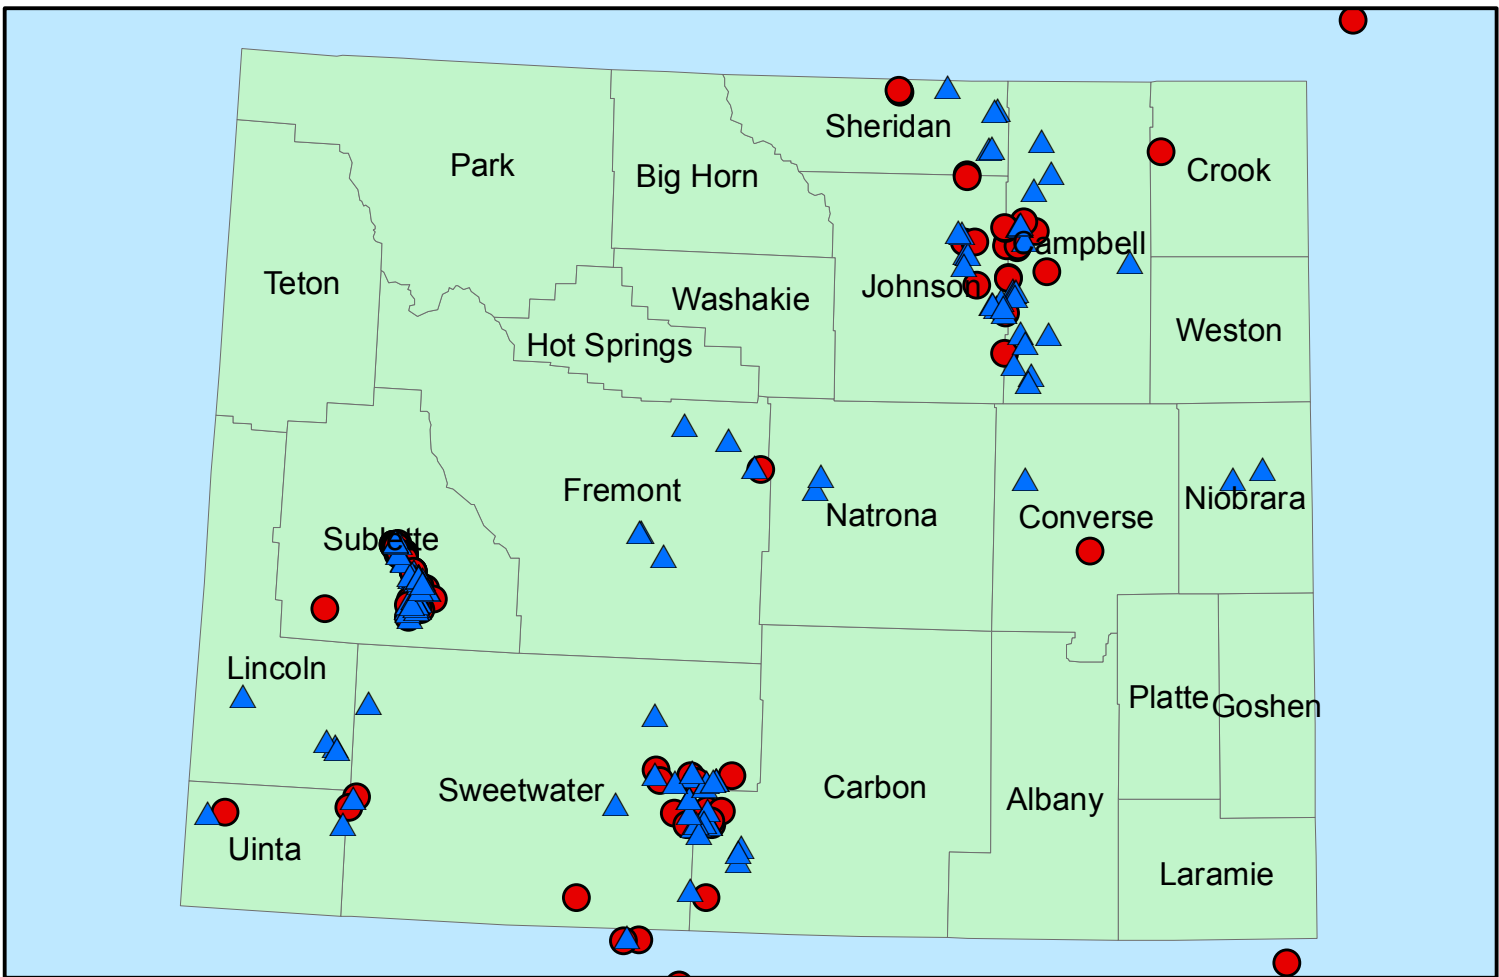 Sheridan
Park
Crook
Big Horn
Campbell
Teton
Johnson
Washakie
Weston
Hot Springs
Fremont
Niobrara
Natrona
Converse
Sublette
Lincoln
Platte
Goshen
Sweetwater
Carbon
Albany
Uinta
Laramie